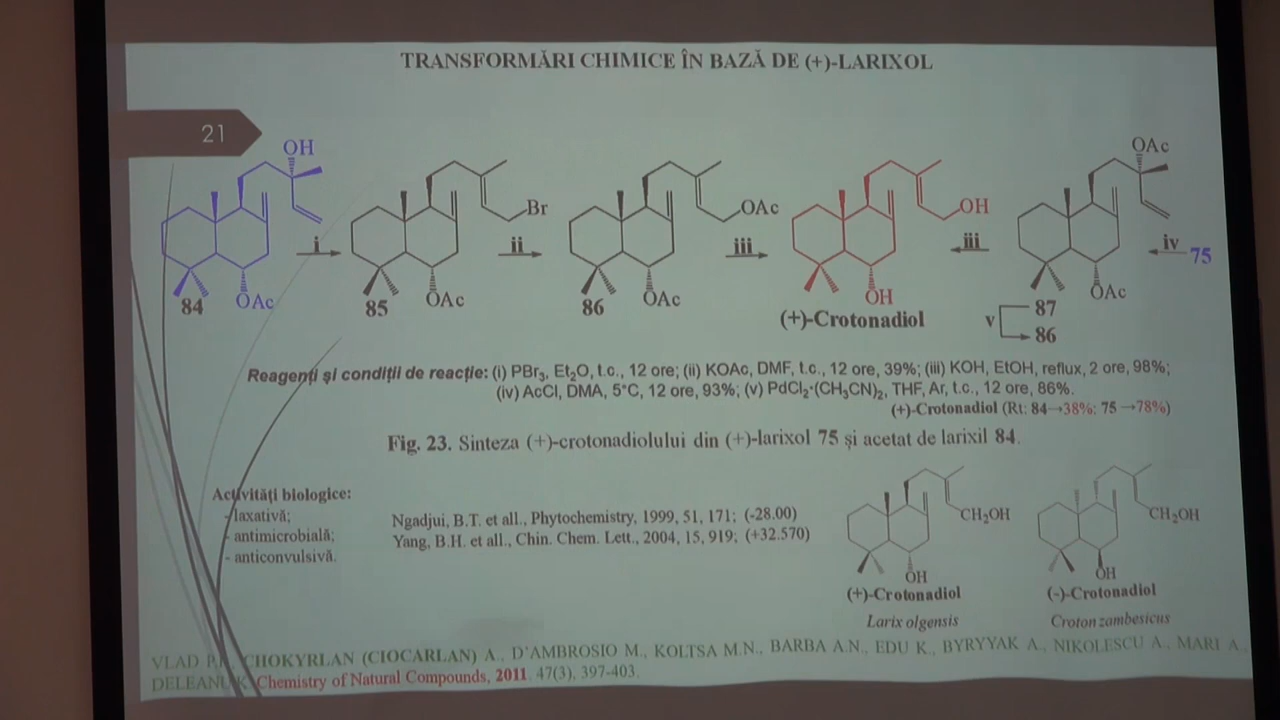 TRANSFORMĂRI CHIMICE ÎN BAZĂ DE (+)-LARIXOL
21
OH
OAc
84
i
Br
OAc
85
ii
OAc
OAc
86
iii
OH
OH
(+)-Crotonadiol
iii
OAc
OAc
87
v
86
iv
75
Reagenți și condiții de reacție: (i) PBr3, Et2O, t.c., 12 ore; (ii) KOAc, DMF, t.c., 12 ore, 39%; (iii) KOH, EtOH, reflux, 2 ore, 98%;
(iv) AcCl, DMA, 5°C, 12 ore, 93%; (v) PdCl2·(CH3CN)2, THF, Ar, t.c., 12 ore, 86%.
(+)-Crotonadiol (Rt: 84→38%; 75→78%)
Fig. 23. Sinteza (+)-crotonadiolului din (+)-larixol 75 și acetat de larixil 84.
Activități biologice:
- laxativă;
- antimicrobială;
- anticonvulsivă.
Ngadjui, B.T. et all., Phytochemistry, 1999, 51, 171; (-28.00)
Yang, B.H. et all., Chin. Chem. Lett., 2004, 15, 919; (+32.570)
CH2OH
OH
(+)-Crotonadiol
Larix olgensis
CH2OH
OH
(-)-Crotonadiol
Croton zambesicus
VLAD CHOKYRLAN (CIOCARLAN) A., D'AMBROSIO M., KOLTSA M.N., BARBA A.N., EDU K., BYRYYAK A., NIKOLESCU A., MARI A.,
DELEANU K. Chemistry of Natural Compounds, 2011, 47(3), 397-403.